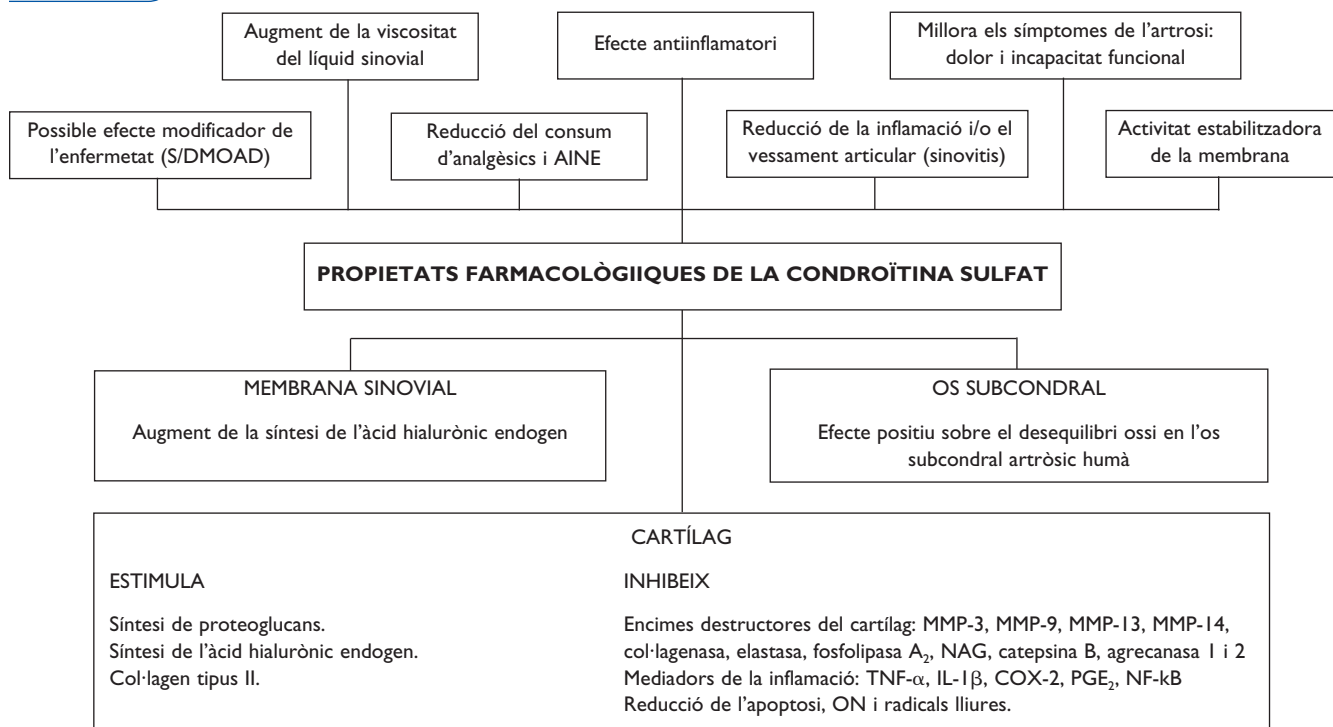 Augment de la viscositat
del líquid sinovial
Efecte antiinflamatori
Millora els símptomes de l’artrosi:
dolor i incapacitat funcional
Possible efecte modificador de
l’enfermetat (S/DMOAD)
Reducció del consum
d’analgèsics i AINE
Reducció de la inflamació i/o el
vessament articular (sinovitis)
Activitat estabilitzadora
de la membrana
PROPIETATS FARMACOLÒGIIQUES DE LA CONDROÏTINA SULFAT
MEMBRANA SINOVIAL
Augment de la síntesi de l’àcid hialurònic endogen
OS SUBCONDRAL
Efecte positiu sobre el desequilibri ossi en l’os
subcondral artròsic humà
CARTÍLAG
ESTIMULA
Síntesi de proteoglucans.
Síntesi de l’àcid hialurònic endogen.
Col·lagen tipus II.
INHIBEIX
Encimes destructores del cartílag: MMP-3, MMP-9, MMP-13, MMP-14,
col·lagenasa, elastasa, fosfolipasa A₂, NAG, catepsina B, agrecanasa 1 i 2
Mediadors de la inflamació: TNF-α, IL-1β, COX-2, PGE₂, NF-kB
Reducció de l’apoptosi, ON i radicals lliures.